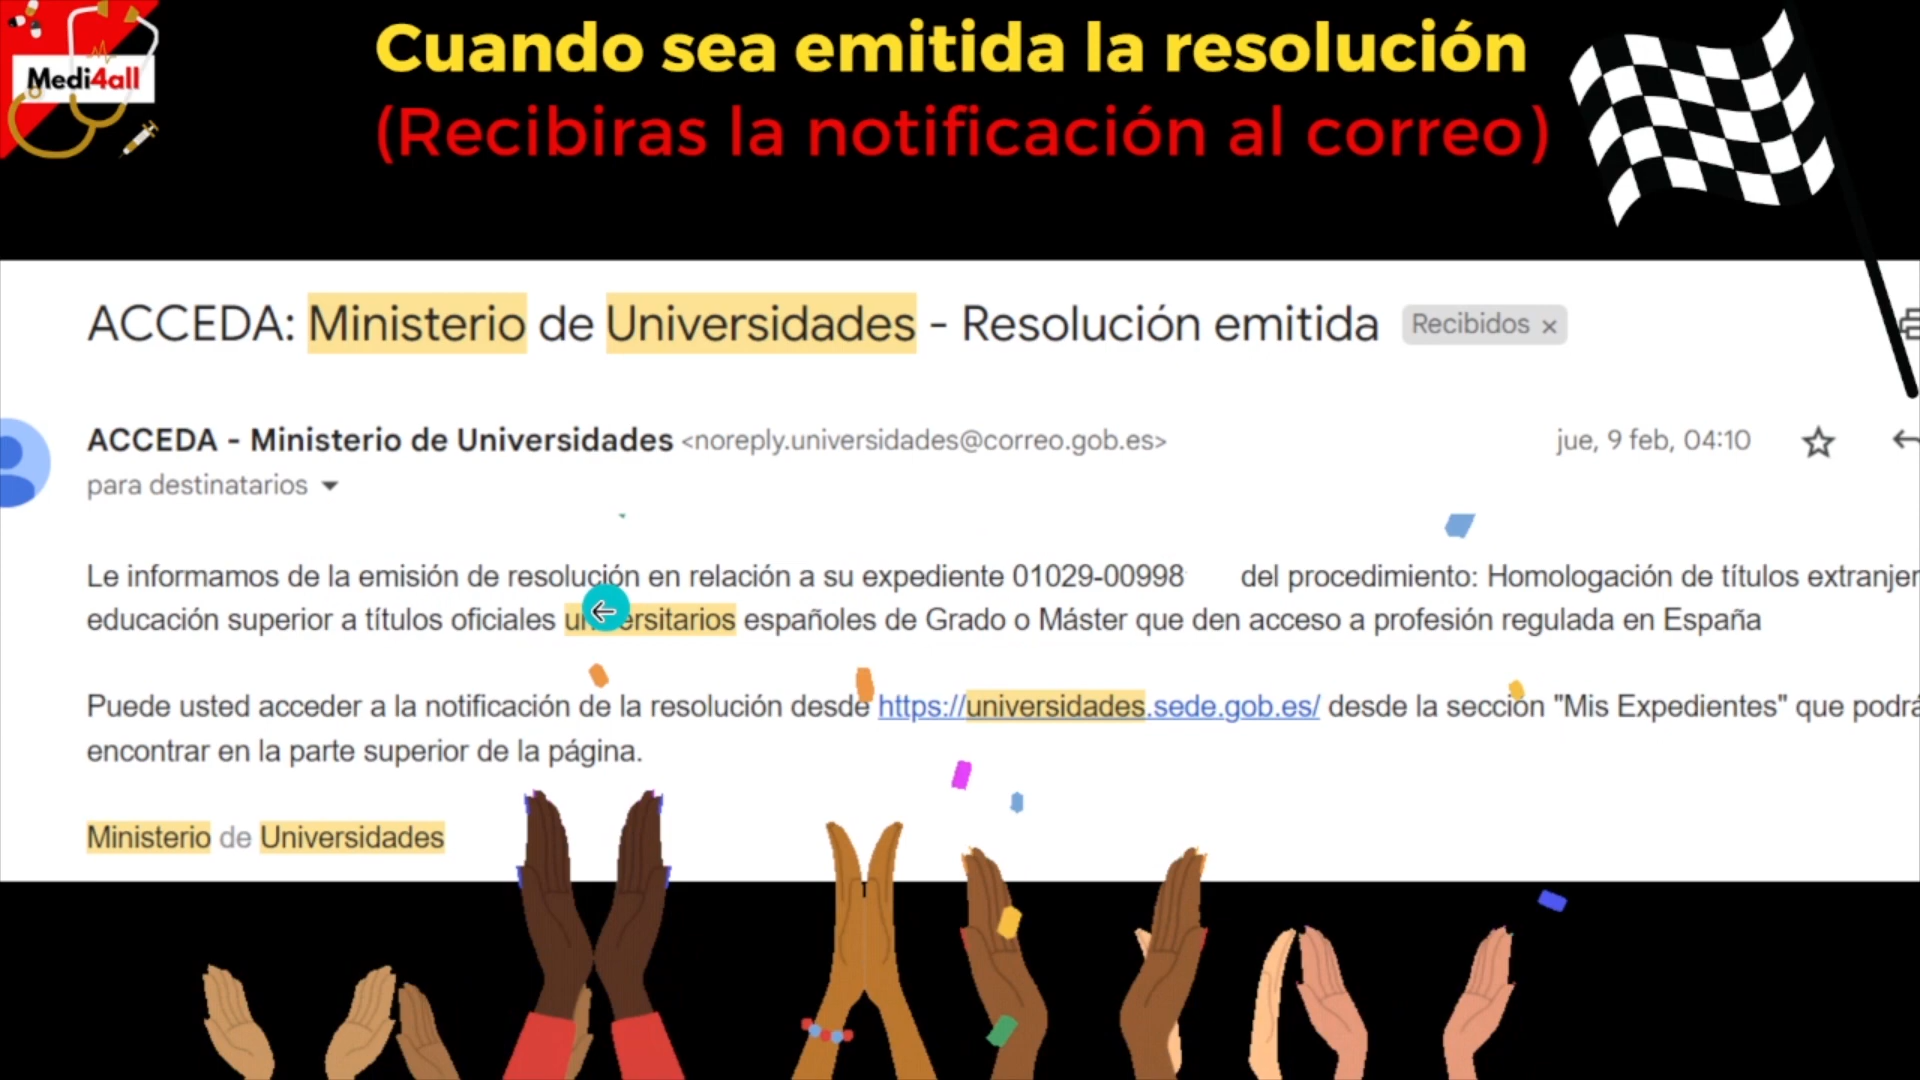 Medi4all
Cuando sea emitida la resolución
(Recibiras la notificación al correo)
ACCEDA: Ministerio de Universidades - Resolución emitida Recibidos ×
ACCEDA - Ministerio de Universidades <noreply.universidades@correo.gob.es> jue, 9 feb, 04:10
para destinatarios
Le informamos de la emisión de resolución en relación a su expediente 01029-00998 del procedimiento: Homologación de títulos extranjer
educación superior a títulos oficiales universitarios españoles de Grado o Máster que den acceso a profesión regulada en España
Puede usted acceder a la notificación de la resolución desde https://universidades.sede.gob.es/ desde la sección "Mis Expedientes" que podrá
encontrar en la parte superior de la página.
Ministerio de Universidades